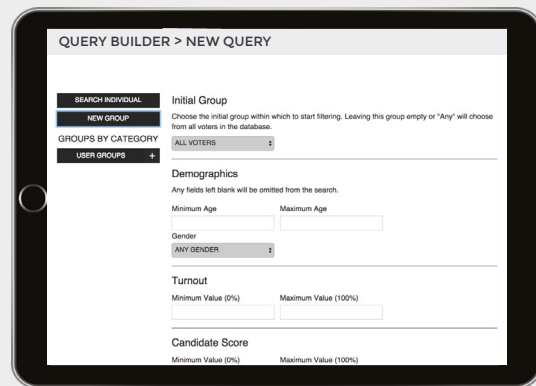 QUERY BUILDER > NEW QUERY
SEARCH INDIVIDUAL
NEW GROUP
GROUPS BY CATEGORY
USER GROUPS +
Initial Group
Choose the initial group within which to start filtering. Leaving this group empty or "Any" will choose
from all voters in the database.
ALL VOTERS
Demographics
Any fields left blank will be omitted from the search.
Minimum Age Maximum Age
Gender
ANY GENDER
Turnout
Minimum Value (0%) Maximum Value (100%)
Candidate Score
Minimum Value (0%) Maximum Value (100%)